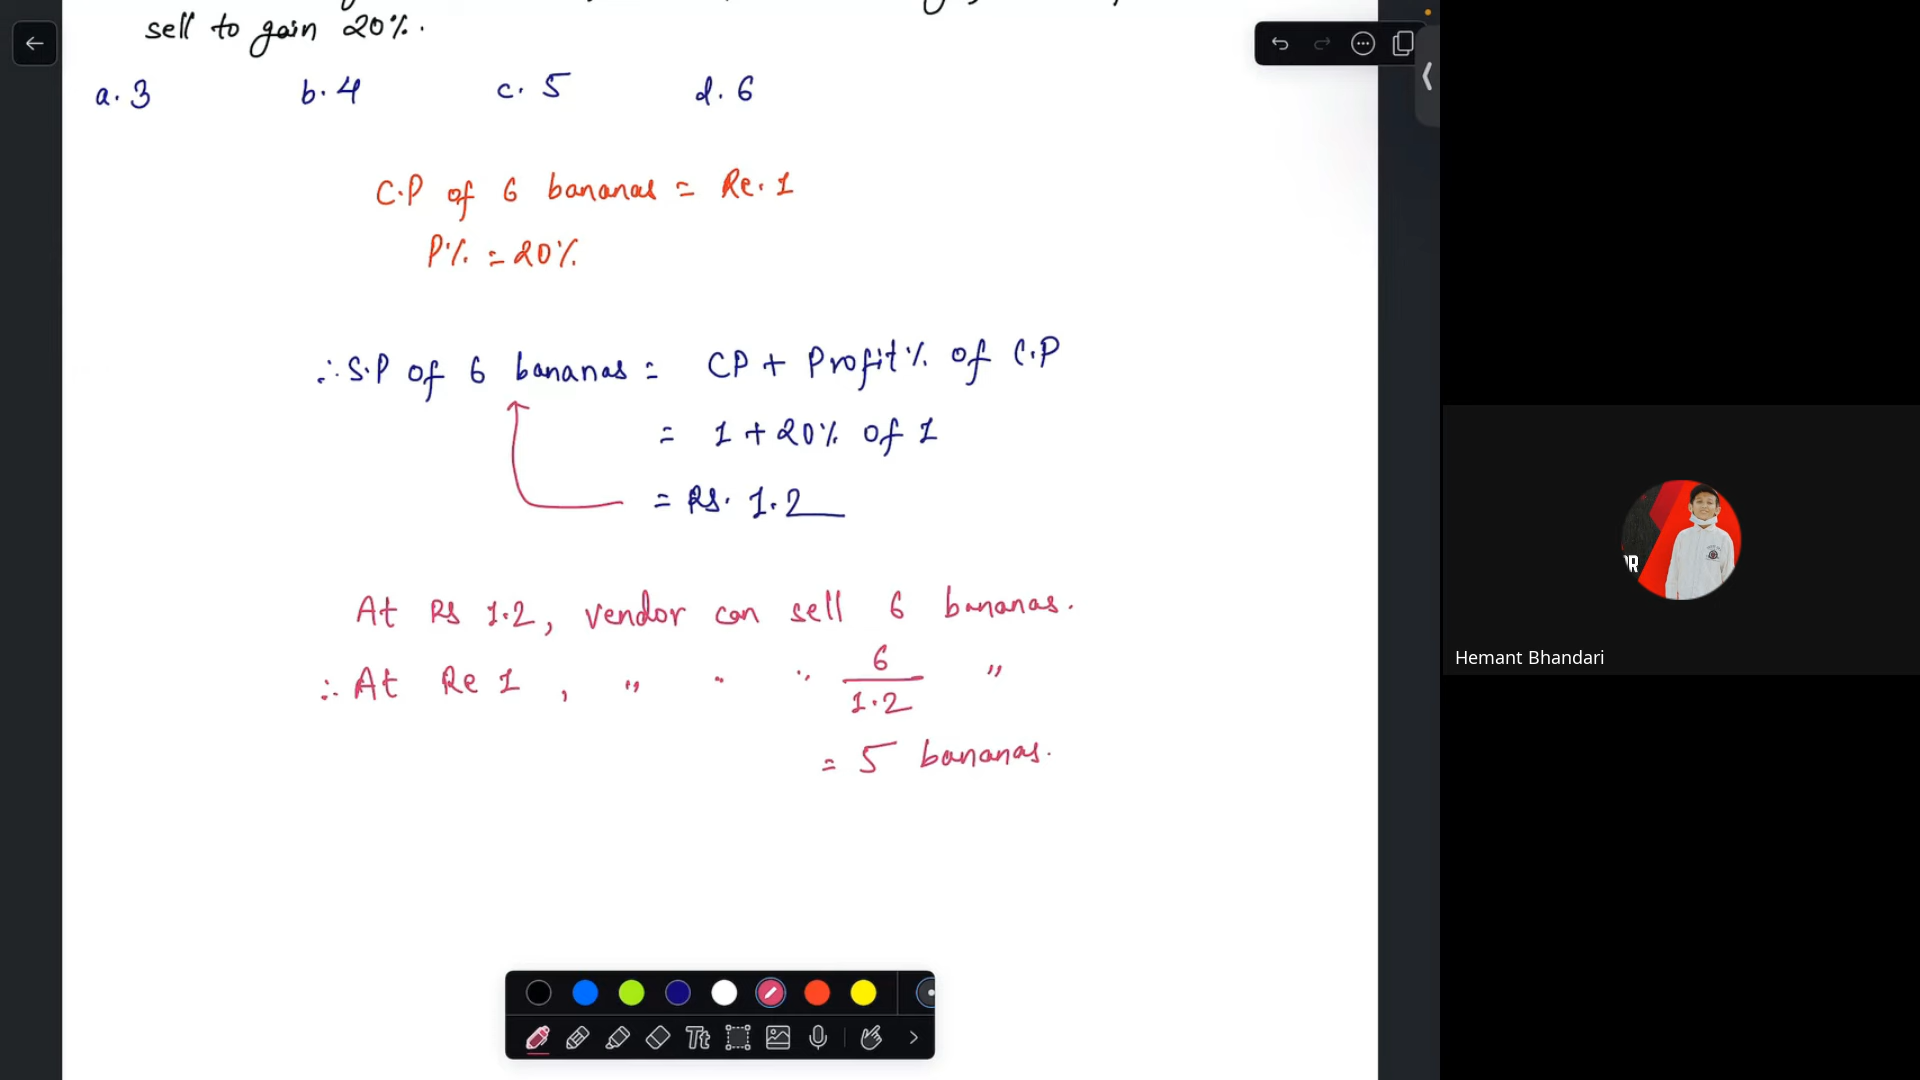 sell to gain 20%.
a. 3 b. 4 c. 5 d. 6
C.P of 6 bananas = Re. 1
P% = 20%
∴ S.P of 6 bananas = CP + Profit% of C.P
= 1 + 20% of 1
= Rs. 1.2
At Rs 1.2, vendor can sell 6 bananas.
∴ At Re 1, " " " 6/1.2 "
= 5 bananas.
Tt
OR
Hemant Bhandari